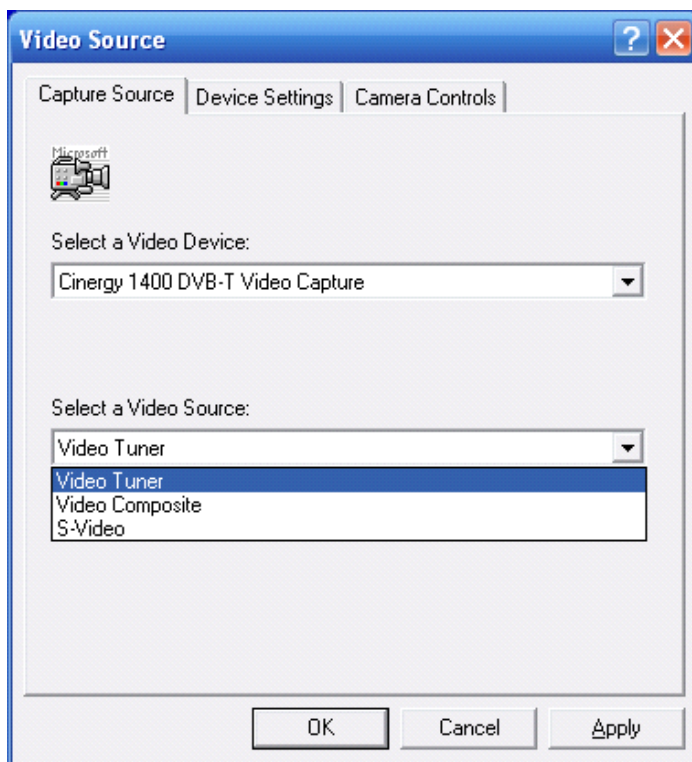 Video Source
Capture Source Device Settings Camera Controls
Microsoft
Select a Video Device:
Cinergy 1400 DVB-T Video Capture
Select a Video Source:
Video Tuner
Video Tuner
Video Composite
S-Video
OK Cancel Apply